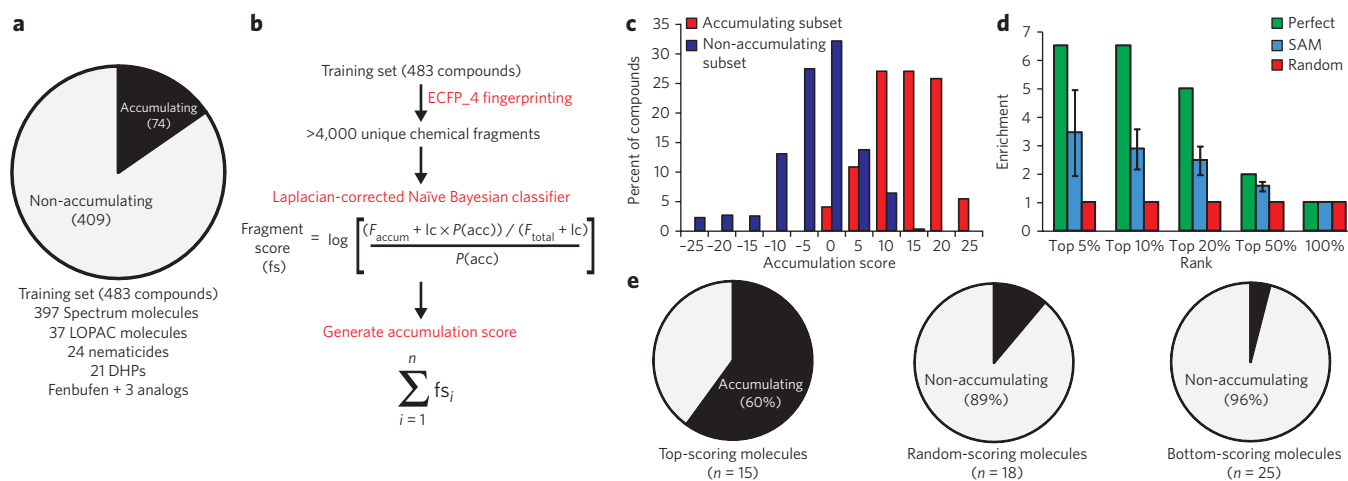 a
Accumulating
(74)
Non-accumulating
(409)
Training set (483 compounds)
397 Spectrum molecules
37 LOPAC molecules
24 nematicides
21 DHPs
Fenbufen + 3 analogs
b
Training set (483 compounds)
ECFP_4 fingerprinting
>4,000 unique chemical fragments
Laplacian-corrected Naïve Bayesian classifier
Fragment
score
(fs)
= log [ (F_accum + lc × P(acc)) / (F_total + lc)
P(acc) ]
Generate accumulation score
n
∑ fs_i
i = 1
c
Accumulating subset
Non-accumulating
subset
Percent of compounds
35
30
25
20
15
10
5
0
−25 −20 −15 −10 −5 0 5 10 15 20 25
Accumulation score
d
Perfect
SAM
Random
Enrichment
7
6
5
4
3
2
1
0
Top 5% Top 10% Top 20% Top 50% 100%
Rank
e
Accumulating
(60%)
Top-scoring molecules
(n = 15)
Non-accumulating
(89%)
Random-scoring molecules
(n = 18)
Non-accumulating
(96%)
Bottom-scoring molecules
(n = 25)